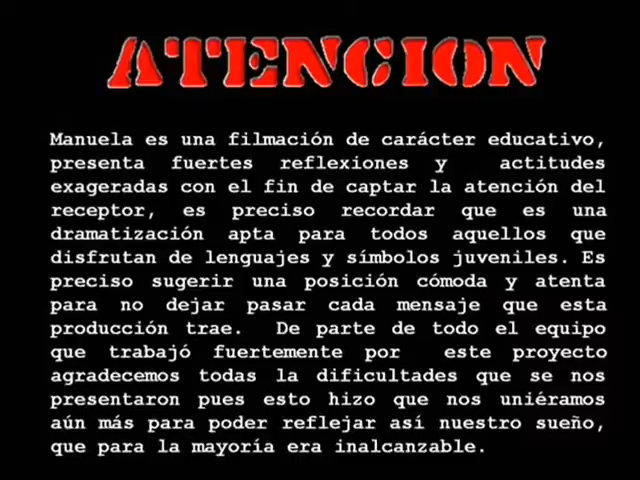 ATENCION
Manuela es una filmación de carácter educativo,
presenta fuertes reflexiones y actitudes
exageradas con el fin de captar la atención del
receptor, es preciso recordar que es una
dramatización apta para todos aquellos que
disfrutan de lenguajes y símbolos juveniles. Es
preciso sugerir una posición cómoda y atenta
para no dejar pasar cada mensaje que esta
producción trae. De parte de todo el equipo
que trabajó fuertemente por este proyecto
agradecemos todas la dificultades que se nos
presentaron pues esto hizo que nos uniéramos
aún más para poder reflejar así nuestro sueño,
que para la mayoría era inalcanzable.